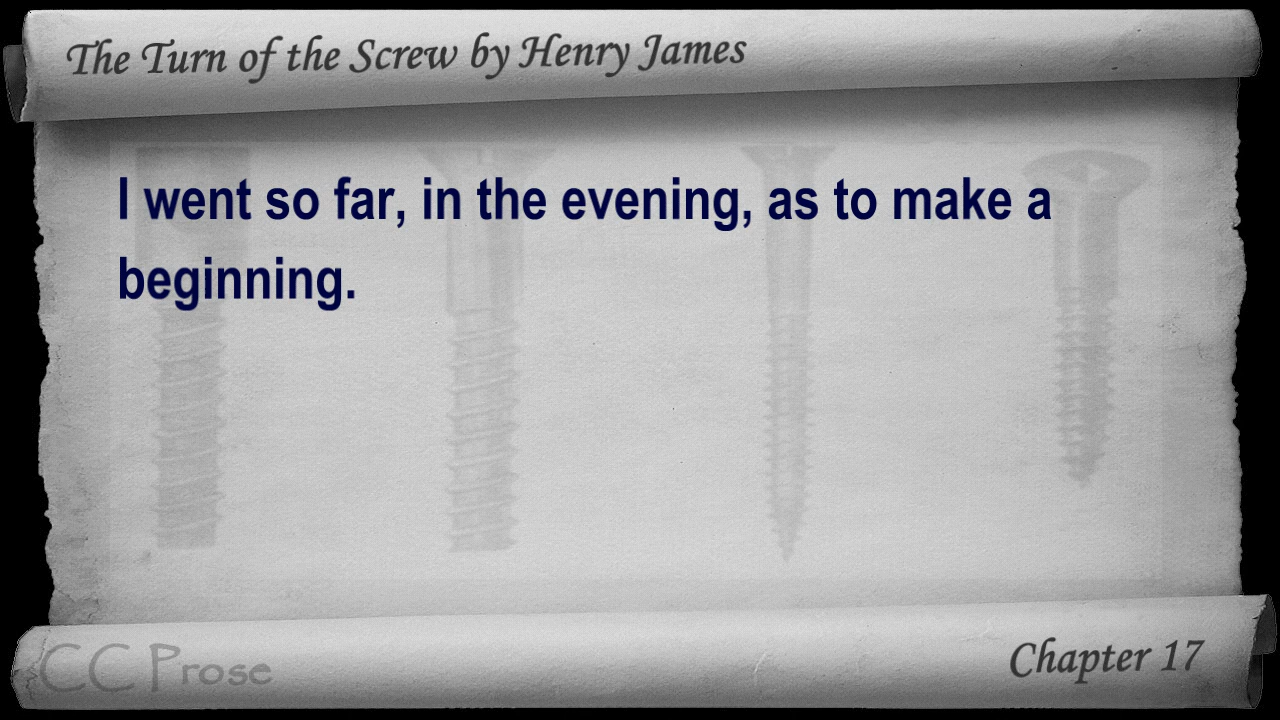 The Turn of the Screw by Henry James
I went so far, in the evening, as to make a
beginning.
CC Prose
Chapter 17